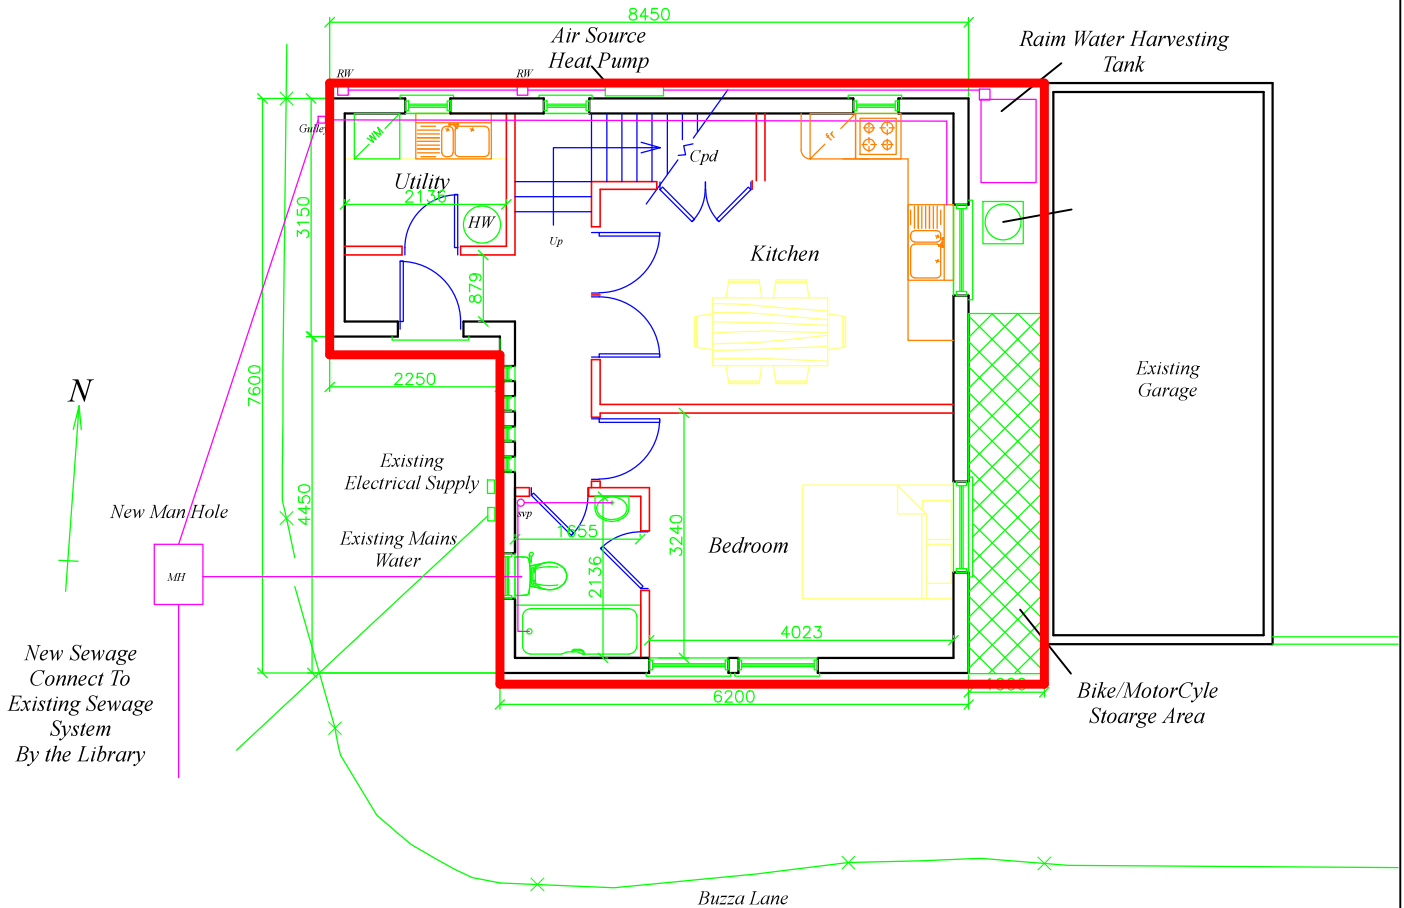 8450
Air Source
Heat Pump
Raim Water Harvesting
Tank
RW
RW
Gulley
WM
fr
Cpd
Utility
2136
HW
Up
3150
Kitchen
879
7600
2250
Existing
Garage
N
Existing
Electrical Supply
4450
New Man Hole
svp
1655
3240
Existing Mains
Water
2136
Bedroom
MH
4023
New Sewage
Connect To
Existing Sewage
System
By the Library
6200
Bike/MotorCyle
Stoarge Area
Buzza Lane